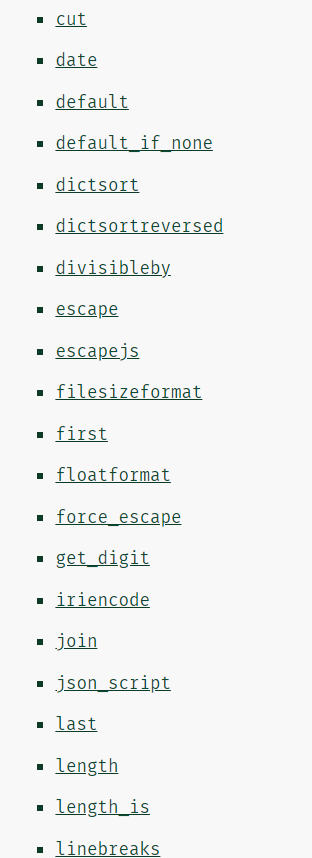 cut
date
default
default_if_none
dictsort
dictsortreversed
divisibleby
escape
escapejs
filesizeformat
first
floatformat
force_escape
get_digit
iriencode
join
json_script
last
length
length_is
linebreaks